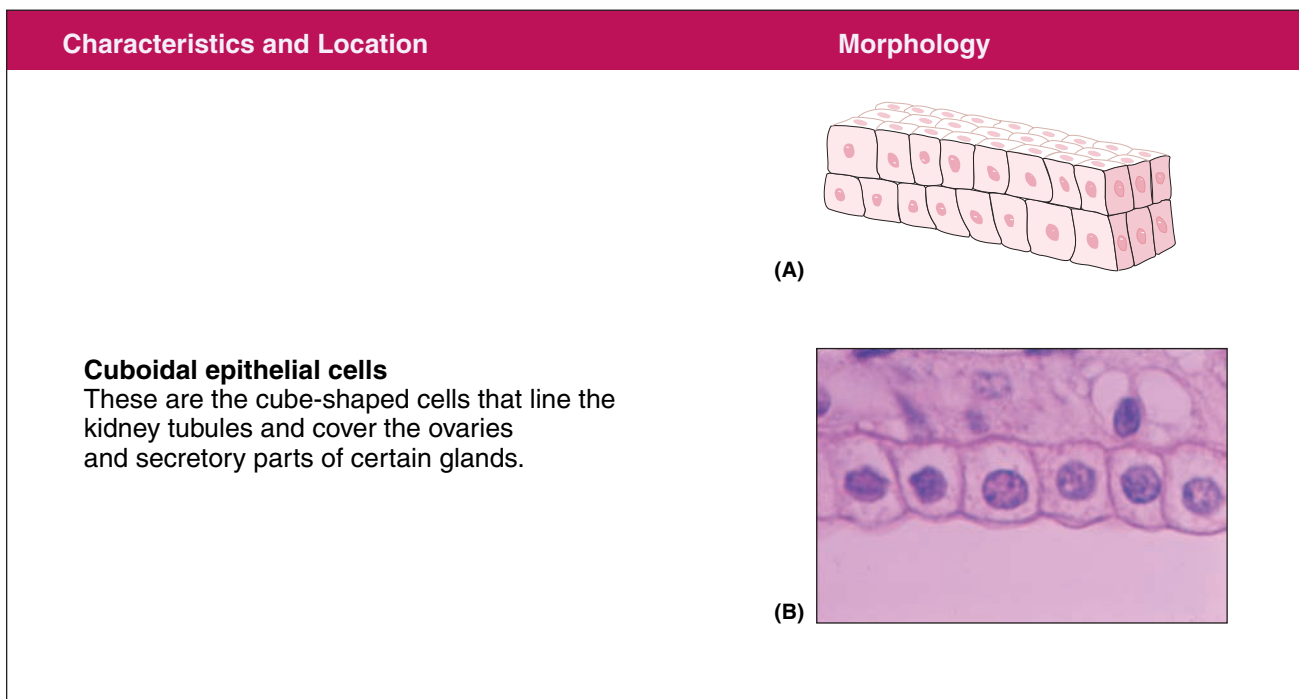 Characteristics and Location
Morphology
(A)
Cuboidal epithelial cells
These are the cube-shaped cells that line the
kidney tubules and cover the ovaries
and secretory parts of certain glands.
(B)